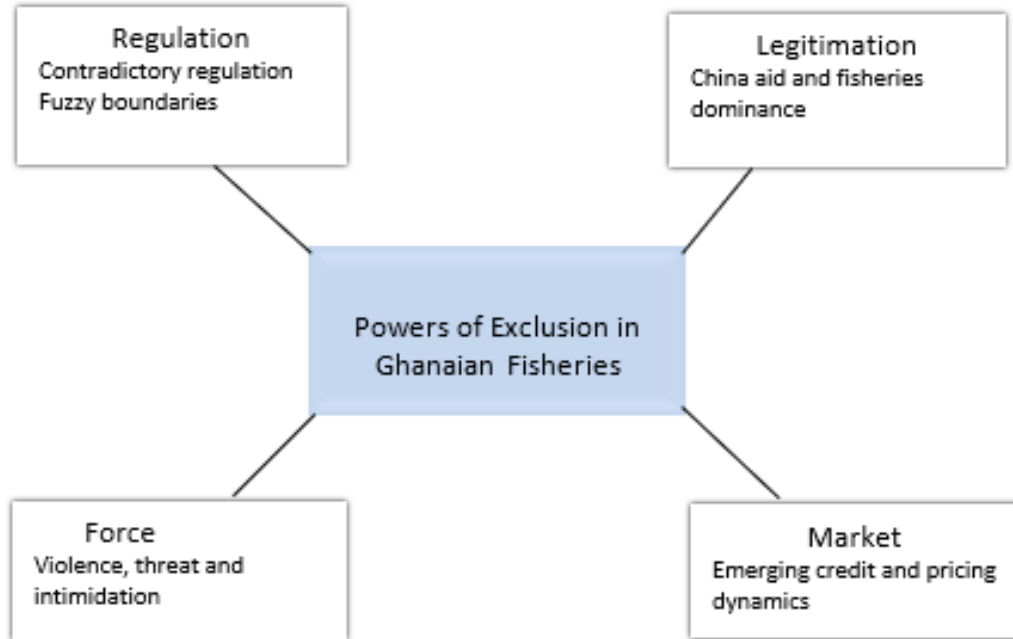 Regulation
Contradictory regulation
Fuzzy boundaries
Legitimation
China aid and fisheries
dominance
Powers of Exclusion in
Ghanaian Fisheries
Force
Violence, threat and
intimidation
Market
Emerging credit and pricing
dynamics